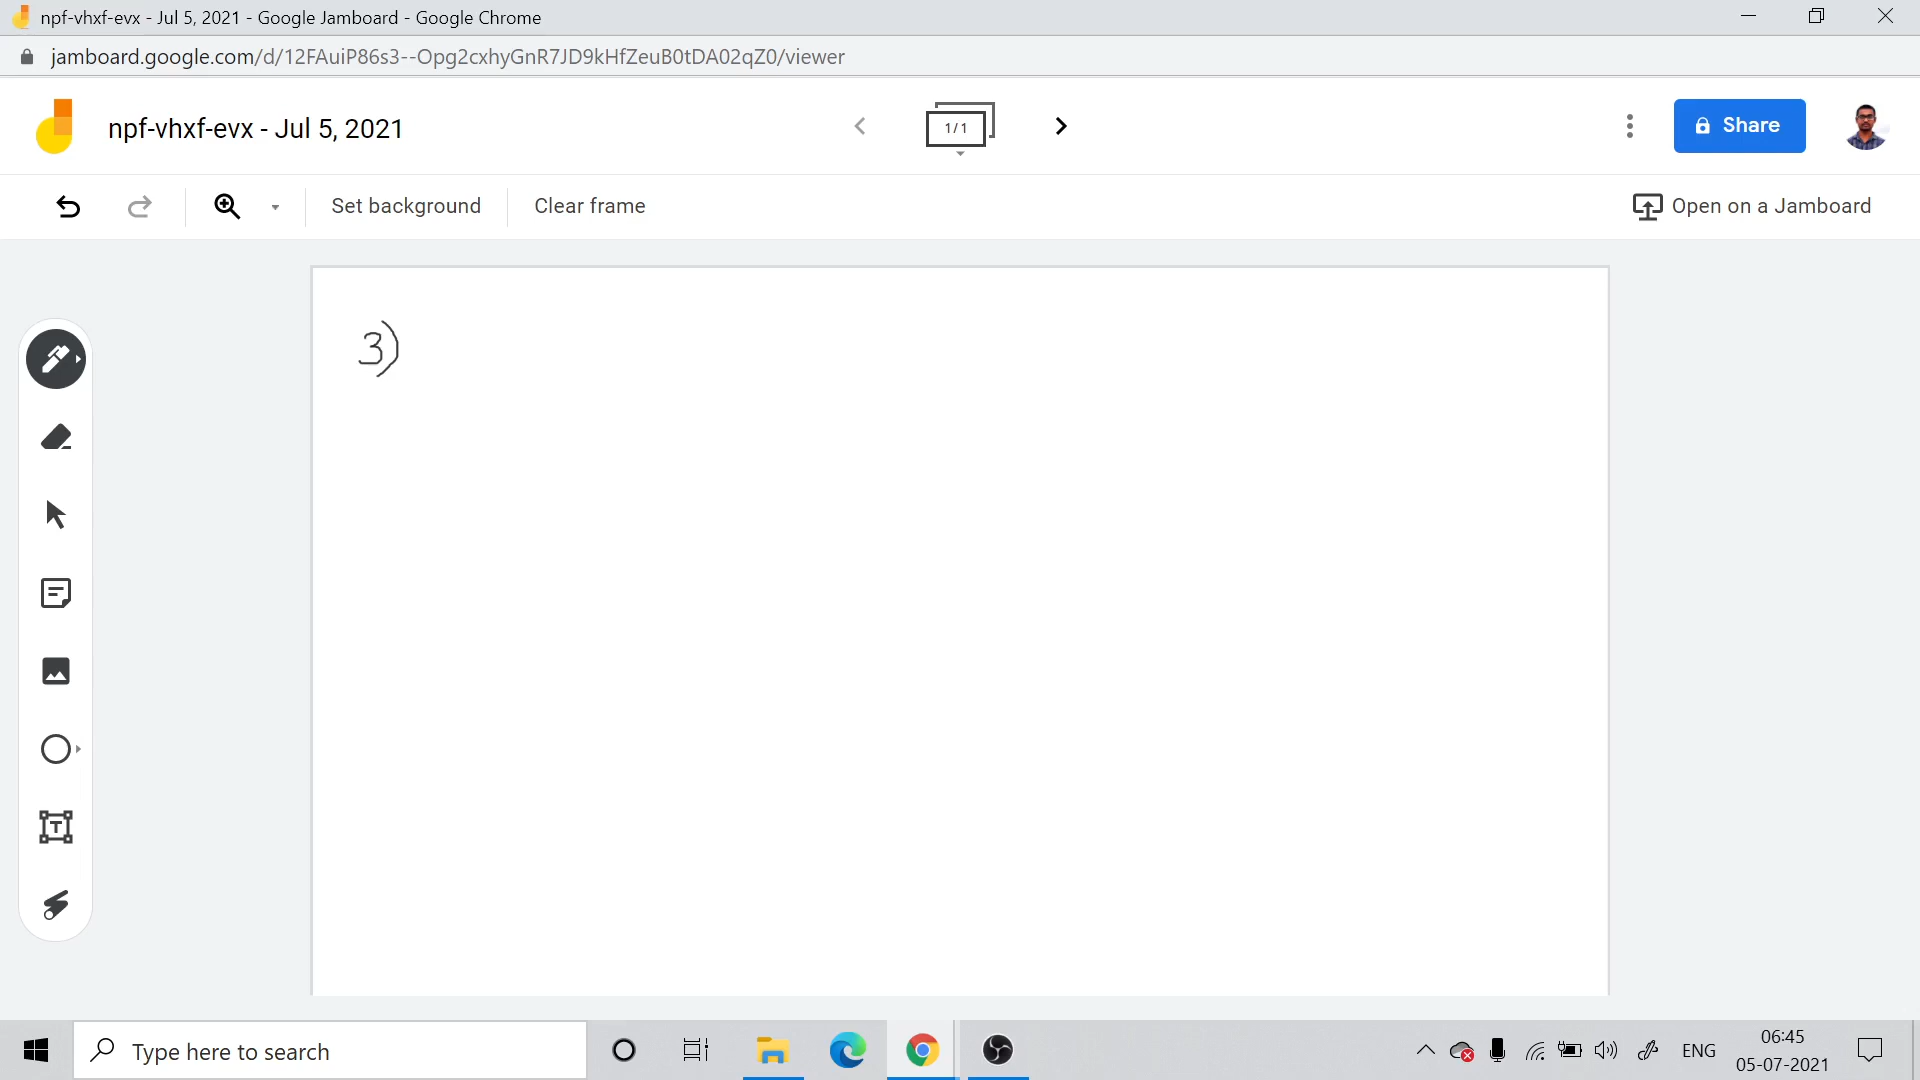 npf-vhxf-evx - Jul 5, 2021 - Google Jamboard - Google Chrome
jamboard.google.com/d/12FAuiP86s3--Opg2cxhyGnR7JD9kHfZeuB0tDA02qZ0/viewer
npf-vhxf-evx - Jul 5, 2021
1/1
Share
Set background
Clear frame
Open on a Jamboard
3)
Type here to search
ENG
06:45
05-07-2021